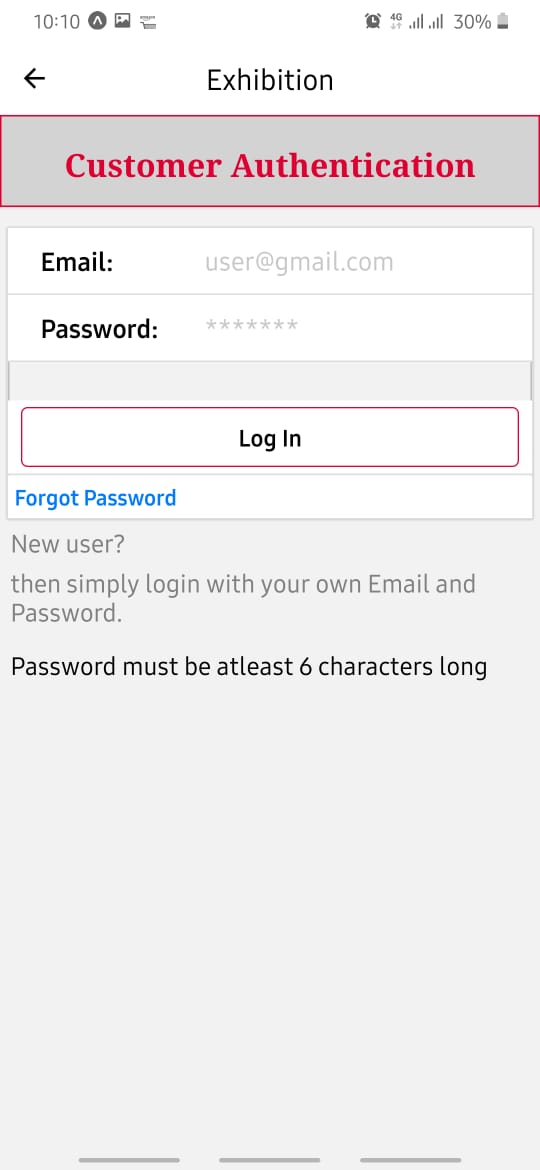 10:10
4G
30%
Exhibition
Customer Authentication
Email: user@gmail.com
Password: *******
Log In
Forgot Password
New user?
then simply login with your own Email and
Password.
Password must be atleast 6 characters long